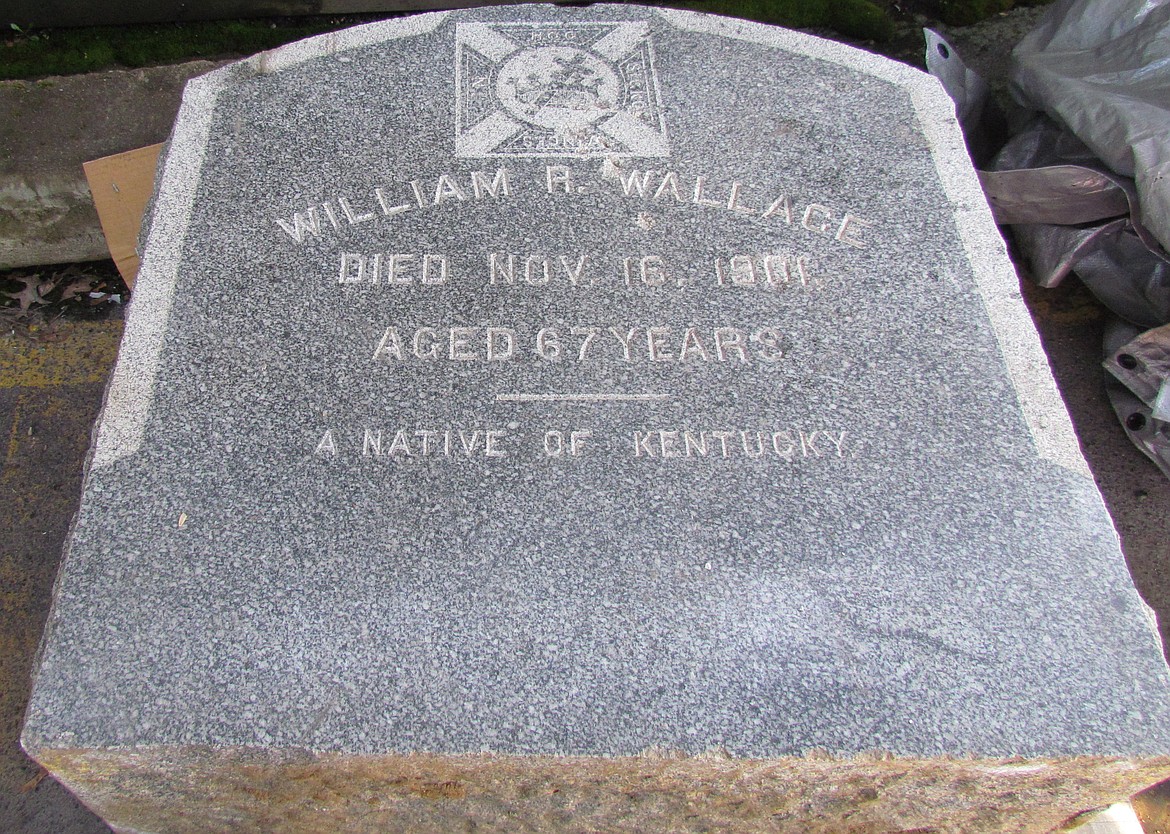 WILLIAM R. WALLACE
DIED NOV. 16. 1901.
AGED 67 YEARS
A NATIVE OF KENTUCKY